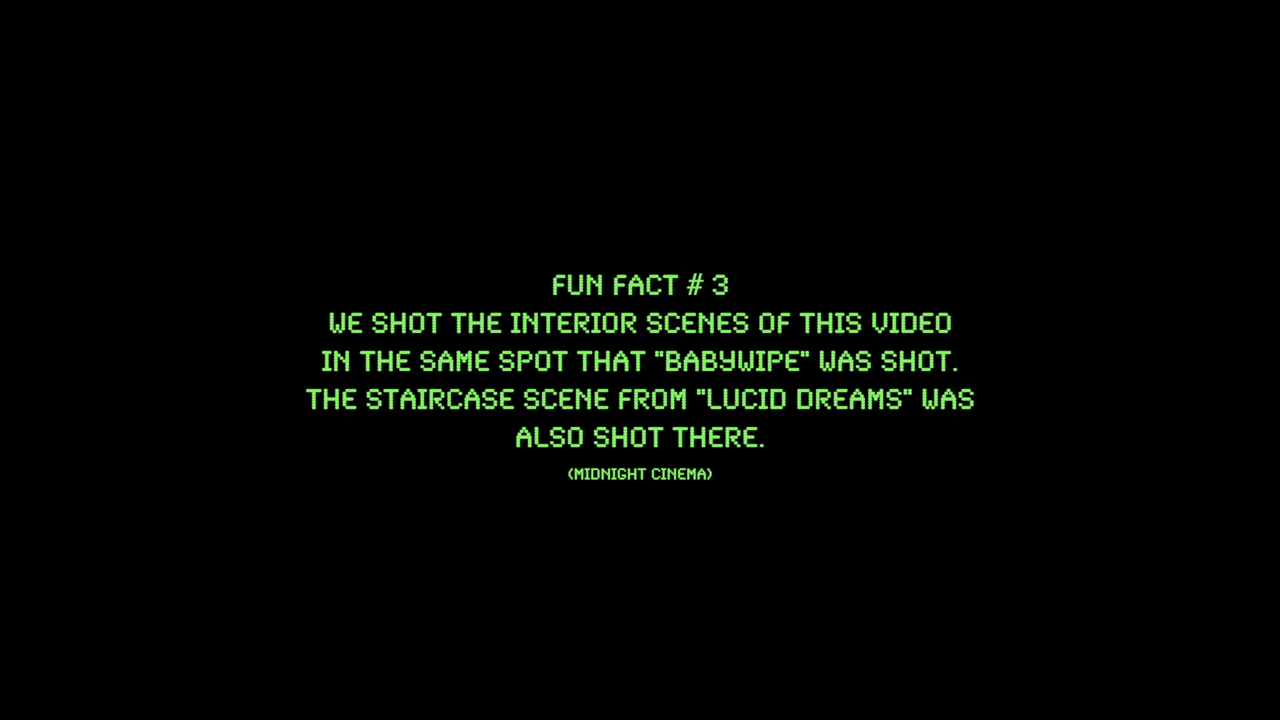 FUN FACT # 3
WE SHOT THE INTERIOR SCENES OF THIS VIDEO
IN THE SAME SPOT THAT "BABYWIPE" WAS SHOT.
THE STAIRCASE SCENE FROM "LUCID DREAMS" WAS
ALSO SHOT THERE.
(MIDNIGHT CINEMA)